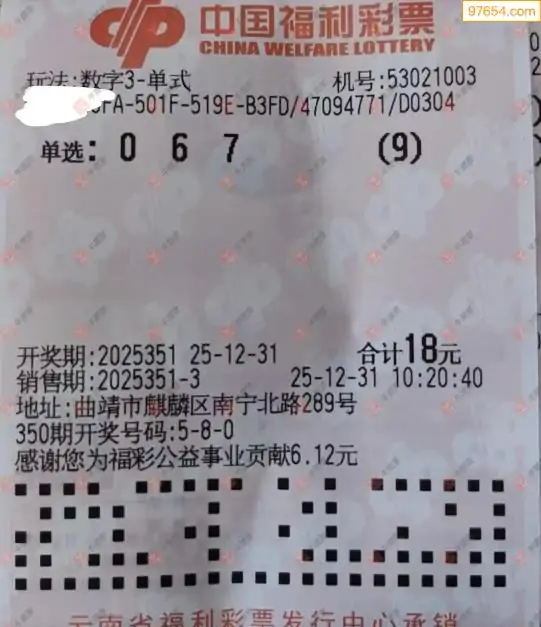 97654.com
中国福利彩票
CHINA WELFARE LOTTERY
玩法:数字3-单式 机号:53021003
FA-501F-519E-B3FD/47094771/D0304
单选: 0 6 7 (9)
开奖期:2025351 25-12-31 合计18元
销售期:2025351-3 25-12-31 10:20:40
地址:曲靖市麒麟区南宁北路289号
350期开奖号码:5-8-0
感谢您为福彩公益事业贡献6.12元
云南省福利彩票发行中心承销